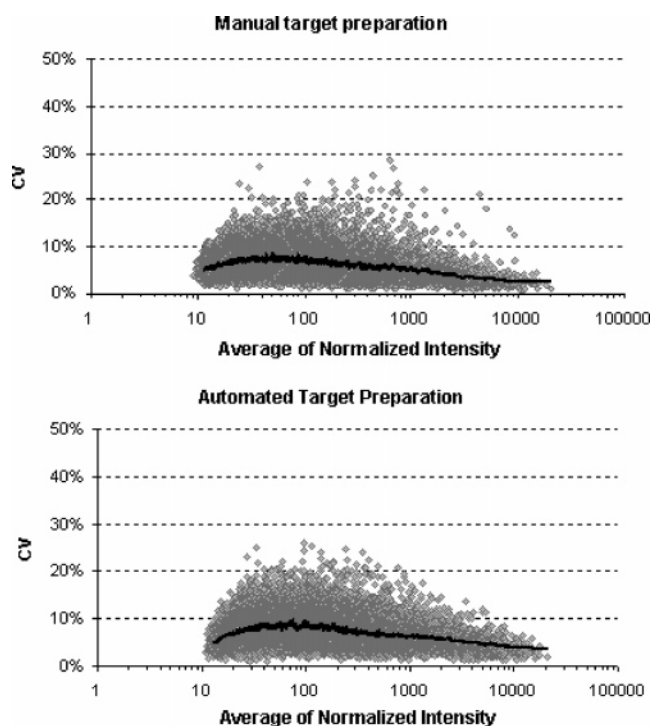 Manual target preparation
50%
40%
30%
20%
10%
0%
CV
1 10 100 1000 10000 100000
Average of Normalized Intensity
Automated Target Preparation
50%
40%
30%
20%
10%
0%
CV
1 10 100 1000 10000 100000
Average of Normalized Intensity